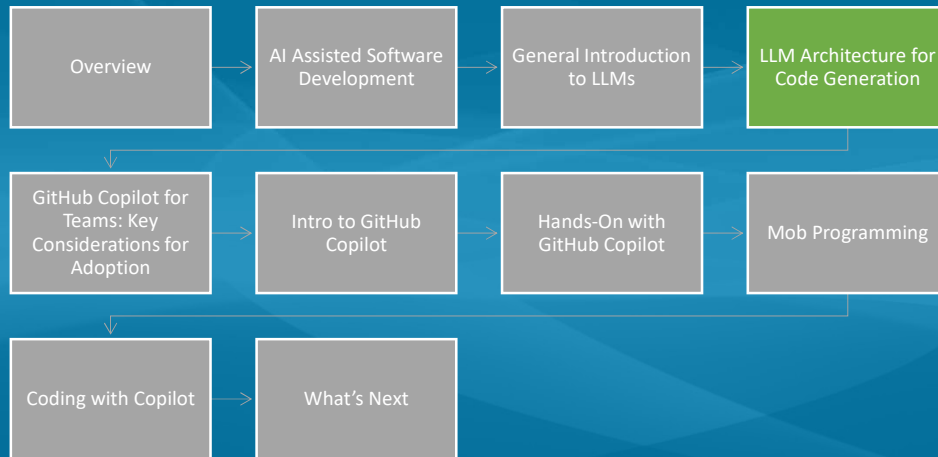 Overview
AI Assisted Software
Development
General Introduction
to LLMs
LLM Architecture for
Code Generation
GitHub Copilot for
Teams: Key
Considerations for
Adoption
Intro to GitHub
Copilot
Hands-On with
GitHub Copilot
Mob Programming
Coding with Copilot
What’s Next